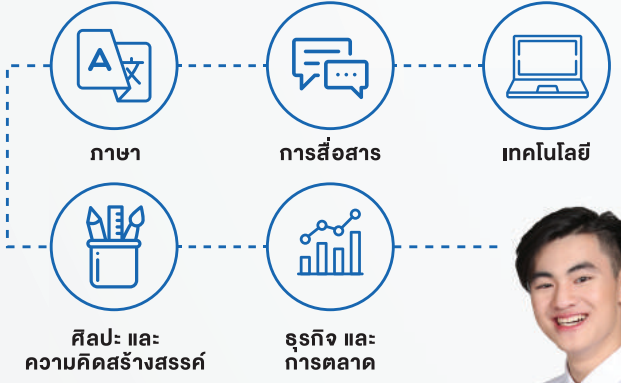 A 文
ภาษา
การสื่อสาร
เทคโนโลยี
ศิลปะ และ
ความคิดสร้างสรรค์
ธุรกิจ และ
การตลาด